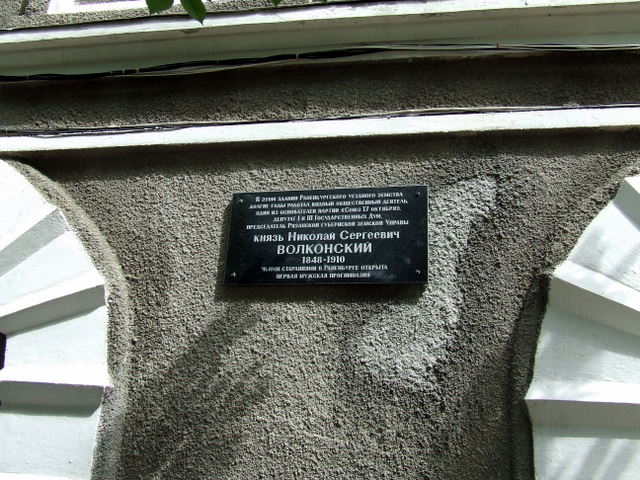 В этом здании Раненбургского уездного земства
долгие годы работал видный общественный деятель,
один из основателей партии «Союз 17 октября»,
депутат I и III Государственных Дум,
председатель Рязанской губернской земской Управы
князь Николай Сергеевич
ВОЛКОНСКИЙ
1848-1910
Чьими стараниями в Раненбурге открыта
первая мужская прогимназия